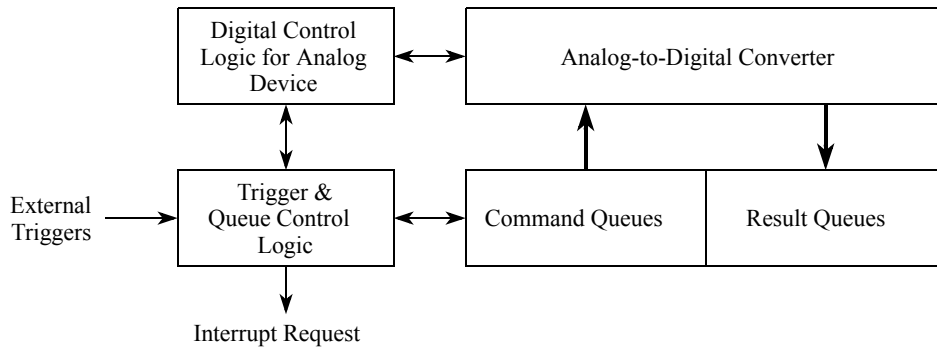 Digital Control
Logic for Analog
Device
Analog-to-Digital Converter
External
Triggers
Trigger &
Queue Control
Logic
Command Queues
Result Queues
Interrupt Request